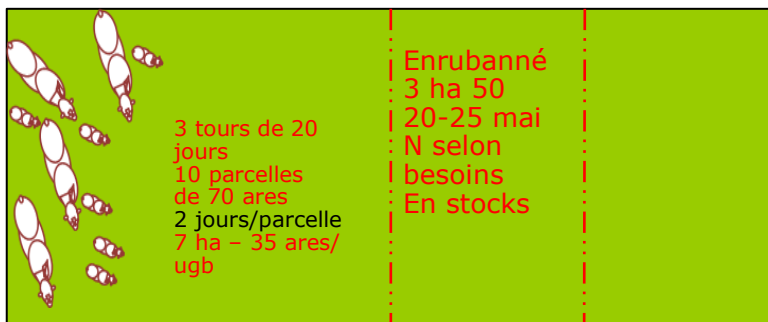 3 tours de 20
jours
10 parcelles
de 70 ares
2 jours/parcelle
7 ha – 35 ares/
ugb
Enrubanné
3 ha 50
20-25 mai
N selon
besoins
En stocks